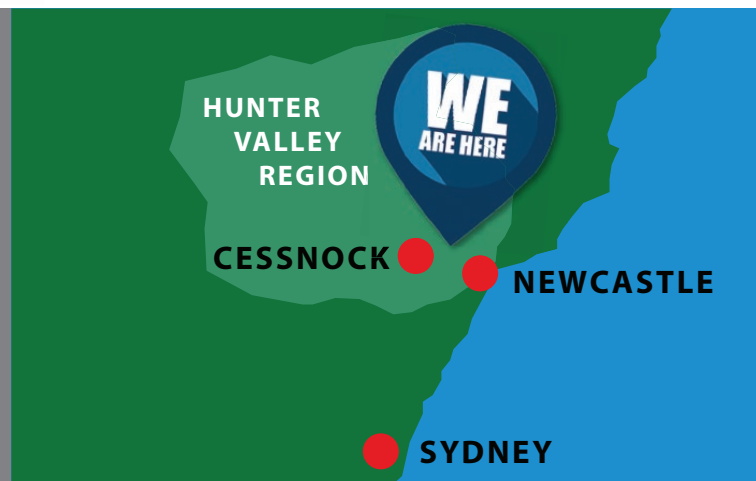 WE
ARE HERE
HUNTER
VALLEY
REGION
CESSNOCK
NEWCASTLE
SYDNEY